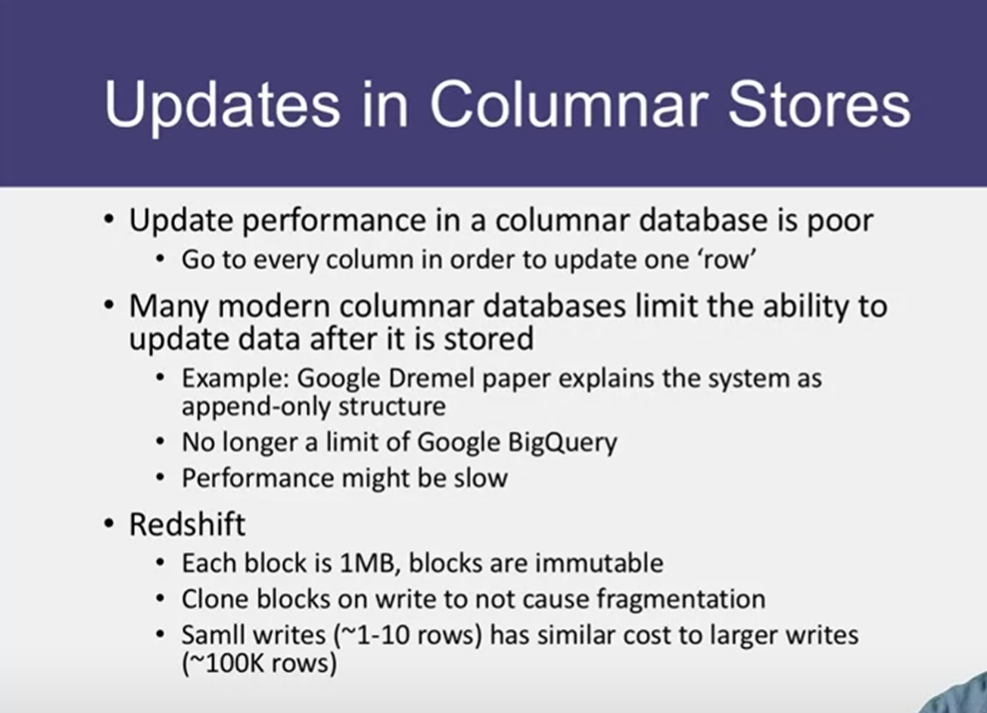 Updates in Columnar Stores
• Update performance in a columnar database is poor
• Go to every column in order to update one ‘row’
• Many modern columnar databases limit the ability to
update data after it is stored
• Example: Google Dremel paper explains the system as
append-only structure
• No longer a limit of Google BigQuery
• Performance might be slow
• Redshift
• Each block is 1MB, blocks are immutable
• Clone blocks on write to not cause fragmentation
• Samll writes (~1-10 rows) has similar cost to larger writes
(~100K rows)